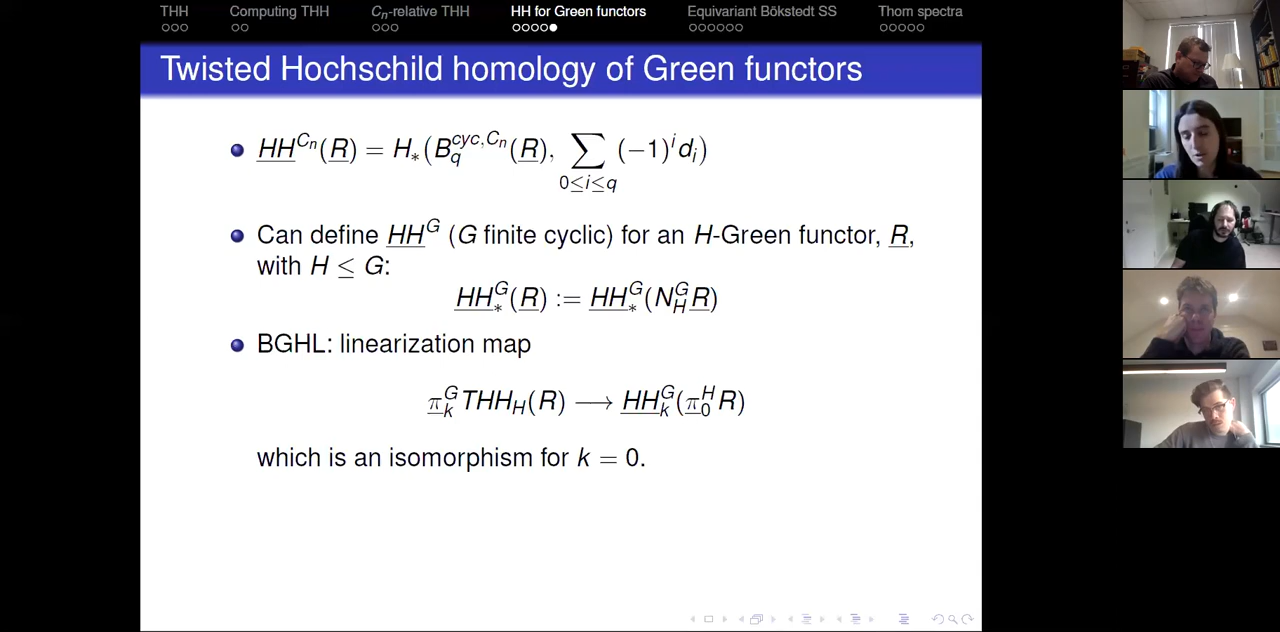 THH Computing THH Cn-relative THH HH for Green functors Equivariant Bökstedt SS Thom spectra
Twisted Hochschild homology of Green functors
HH^{C_n}(R) = H_*(B_q^{cyc,C_n}(R), ∑_{0≤i≤q} (−1)^i d_i)
Can define HH^G (G finite cyclic) for an H-Green functor, R,
with H ≤ G:
HH_*^G(R) := HH_*^G(N_H^G R)
BGHL: linearization map
π_k^G THH_H(R) ⟶ HH_k^G(π_0^H R)
which is an isomorphism for k = 0.